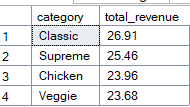 category total_revenue
1 Classic 26.91
2 Supreme 25.46
3 Chicken 23.96
4 Veggie 23.68